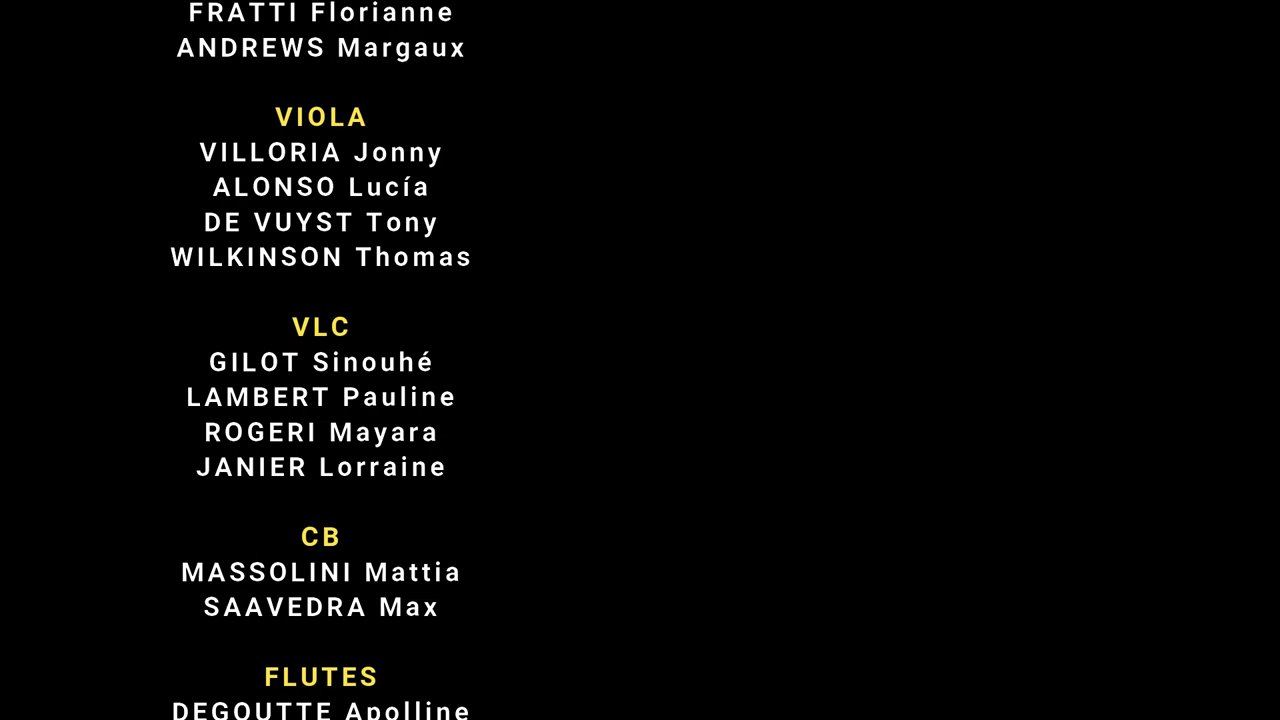 FRATTI Florianne
ANDREWS Margaux
VIOLA
VILLORIA Jonny
ALONSO Lucía
DE VUYST Tony
WILKINSON Thomas
VLC
GILOT Sinouhé
LAMBERT Pauline
ROGERI Mayara
JANIER Lorraine
CB
MASSOLINI Mattia
SAAVEDRA Max
FLUTES
DEGOUTTE Apolline